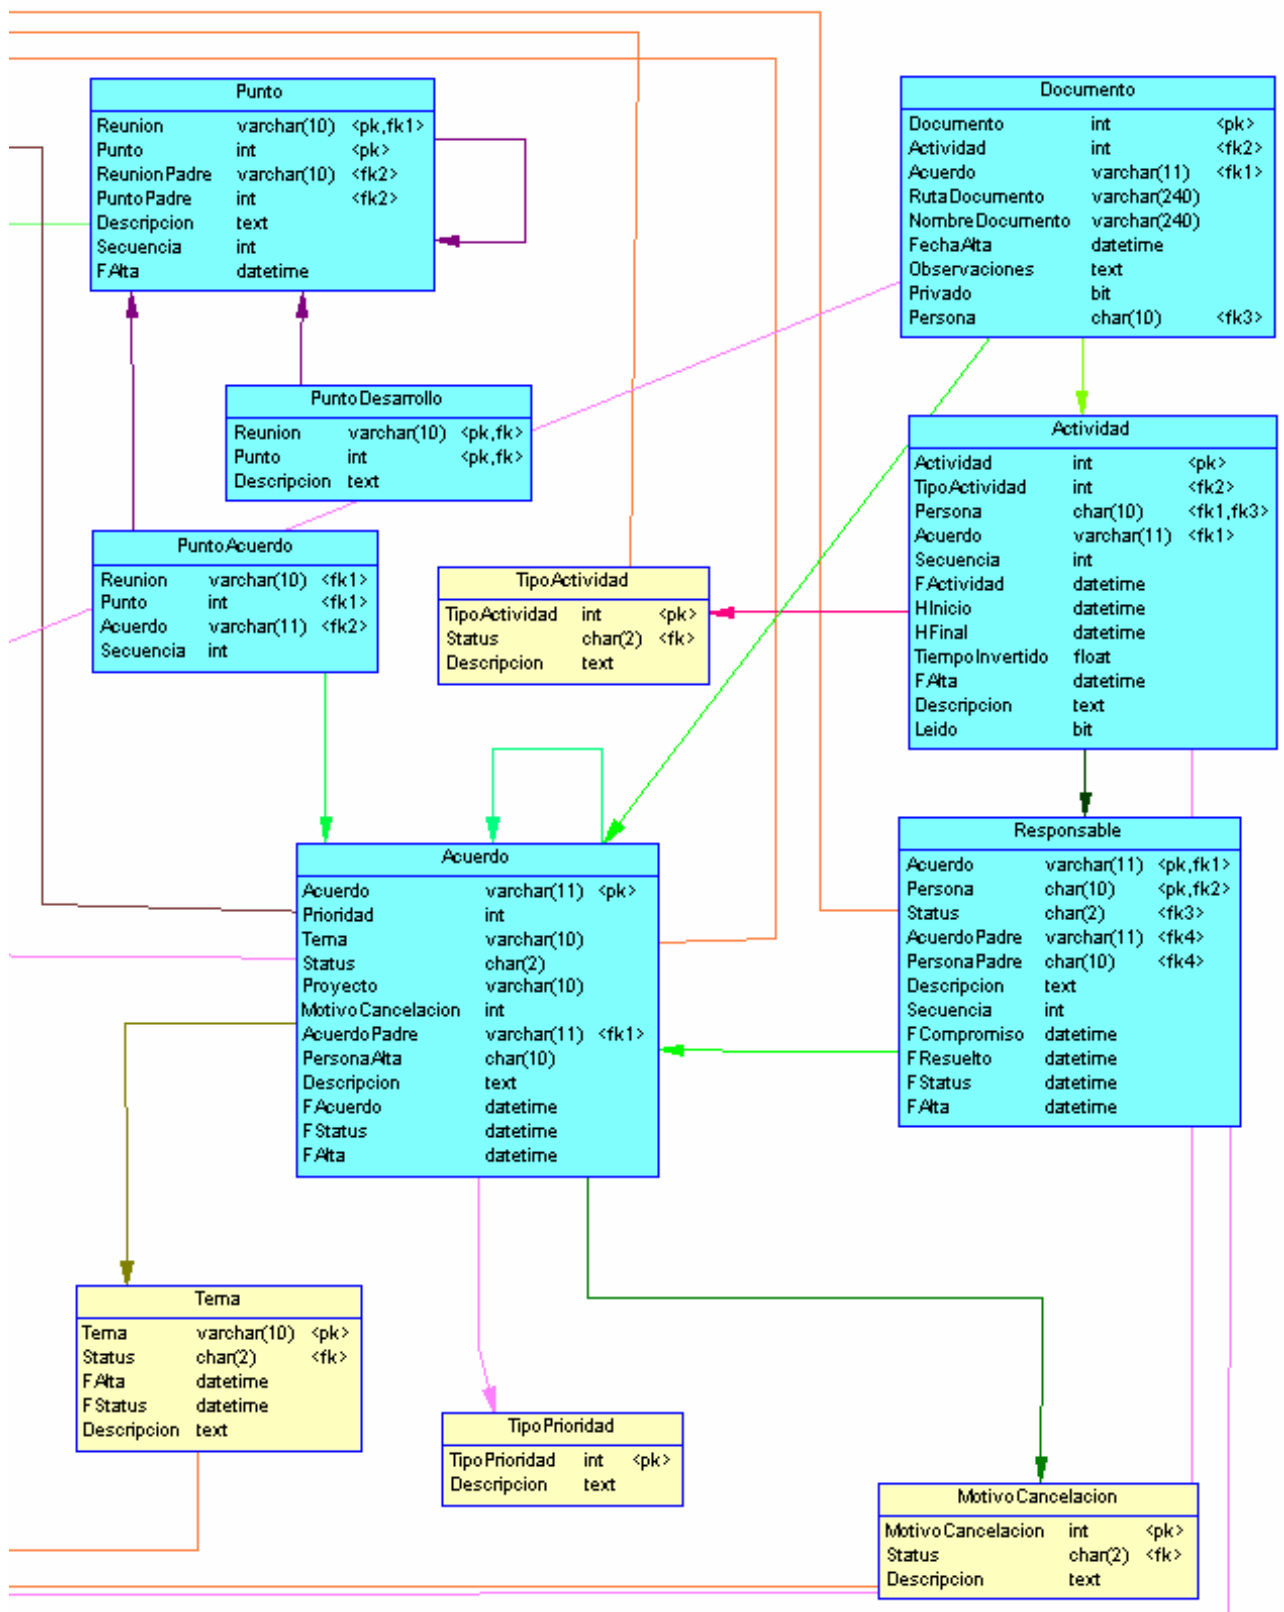 Punto
Reunion varchar(10) <pk,fk1>
Punto int <pk>
ReunionPadre varchar(10) <fk2>
PuntoPadre int <fk2>
Descripcion text
Secuencia int
FAlta datetime
Documento
Documento int <pk>
Actividad int <fk2>
Acuerdo varchar(11) <fk1>
RutaDocumento varchar(240)
NombreDocumento varchar(240)
FechaAlta datetime
Observaciones text
Privado bit
Persona char(10) <fk3>
PuntoDesarrollo
Reunion varchar(10) <pk,fk>
Punto int <pk,fk>
Descripcion text
Actividad
Actividad int <pk>
TipoActividad int <fk2>
Persona char(10) <fk1,fk3>
Acuerdo varchar(11) <fk1>
Secuencia int
FActividad datetime
HInicio datetime
HFinal datetime
TiempoInvertido float
FAlta datetime
Descripcion text
Leido bit
PuntoAcuerdo
Reunion varchar(10) <fk1>
Punto int <fk1>
Acuerdo varchar(11) <fk2>
Secuencia int
TipoActividad
TipoActividad int <pk>
Status char(2) <fk>
Descripcion text
Acuerdo
Acuerdo varchar(11) <pk>
Prioridad int
Tema varchar(10)
Status char(2)
Proyecto varchar(10)
MotivoCancelacion int
AcuerdoPadre varchar(11) <fk1>
PersonaAlta char(10)
Descripcion text
FAcuerdo datetime
FStatus datetime
FAlta datetime
Responsable
Acuerdo varchar(11) <pk,fk1>
Persona char(10) <pk,fk2>
Status char(2) <fk3>
AcuerdoPadre varchar(11) <fk4>
PersonaPadre char(10) <fk4>
Descripcion text
Secuencia int
FCompromiso datetime
FResuelto datetime
FStatus datetime
FAlta datetime
Tema
Tema varchar(10) <pk>
Status char(2) <fk>
FAlta datetime
FStatus datetime
Descripcion text
TipoPrioridad
TipoPrioridad int <pk>
Descripcion text
MotivoCancelacion
MotivoCancelacion int <pk>
Status char(2) <fk>
Descripcion text